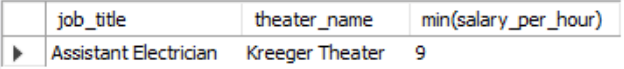 job_title theater_name min(salary_per_hour)
Assistant Electrician Kreeger Theater 9